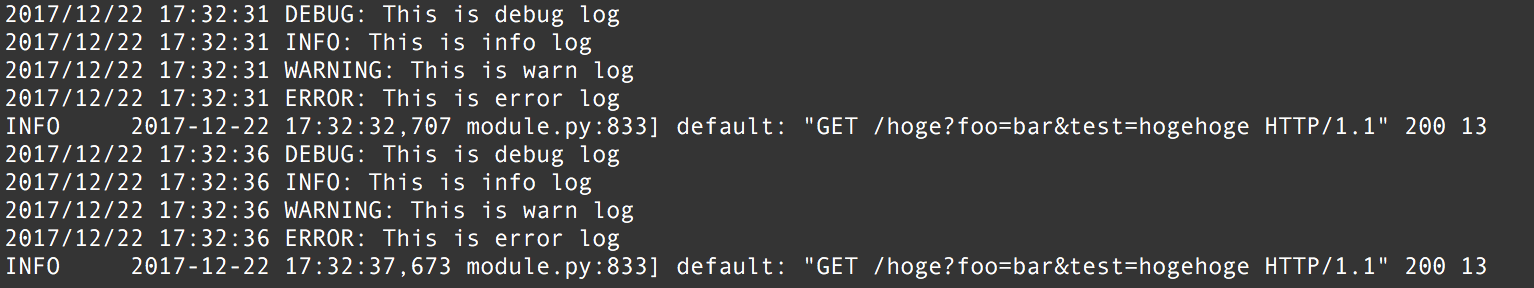 2017/12/22 17:32:31 DEBUG: This is debug log
2017/12/22 17:32:31 INFO: This is info log
2017/12/22 17:32:31 WARNING: This is warn log
2017/12/22 17:32:31 ERROR: This is error log
INFO     2017-12-22 17:32:32,707 module.py:833] default: "GET /hoge?foo=bar&test=hogehoge HTTP/1.1" 200 13
2017/12/22 17:32:36 DEBUG: This is debug log
2017/12/22 17:32:36 INFO: This is info log
2017/12/22 17:32:36 WARNING: This is warn log
2017/12/22 17:32:36 ERROR: This is error log
INFO     2017-12-22 17:32:37,673 module.py:833] default: "GET /hoge?foo=bar&test=hogehoge HTTP/1.1" 200 13